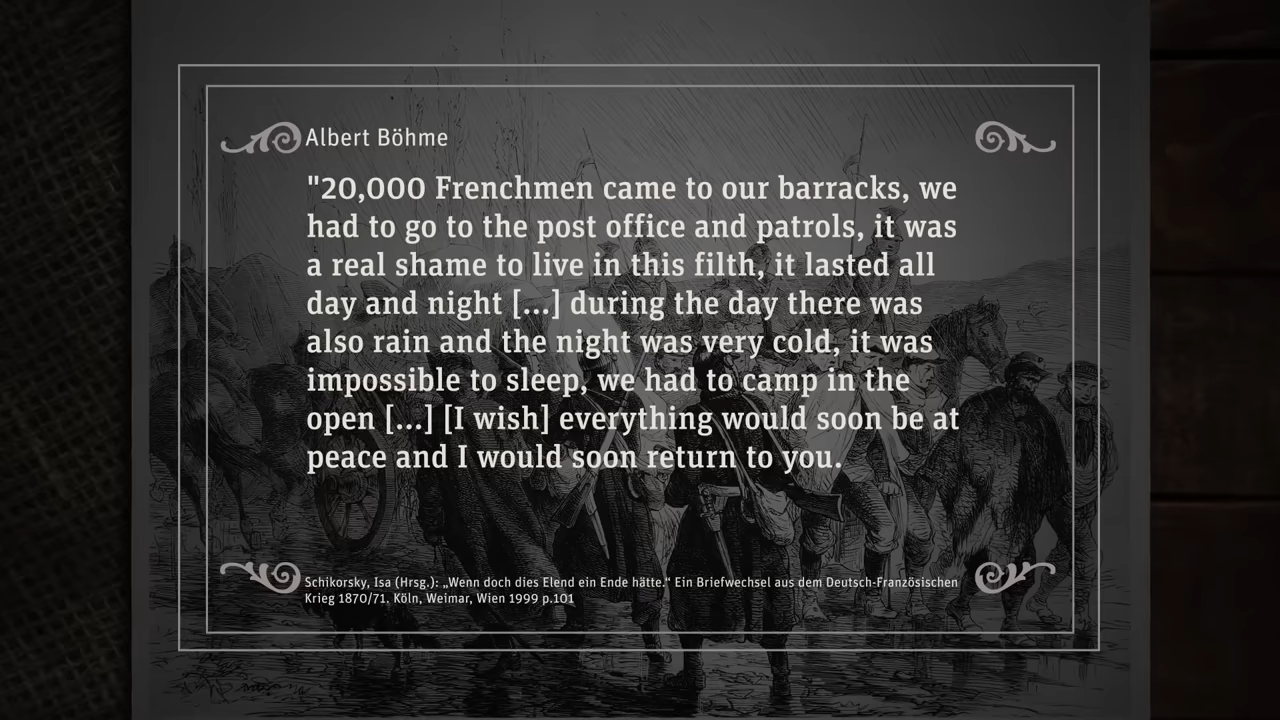 Albert Böhme
"20,000 Frenchmen came to our barracks, we
had to go to the post office and patrols, it was
a real shame to live in this filth, it lasted all
day and night [...] during the day there was
also rain and the night was very cold, it was
impossible to sleep, we had to camp in the
open [...] [I wish] everything would soon be at
peace and I would soon return to you.
Schikorsky, Isa (Hrsg.): „Wenn doch dies Elend ein Ende hätte.“ Ein Briefwechsel aus dem Deutsch-Französischen
Krieg 1870/71. Köln, Weimar, Wien 1999 p.101